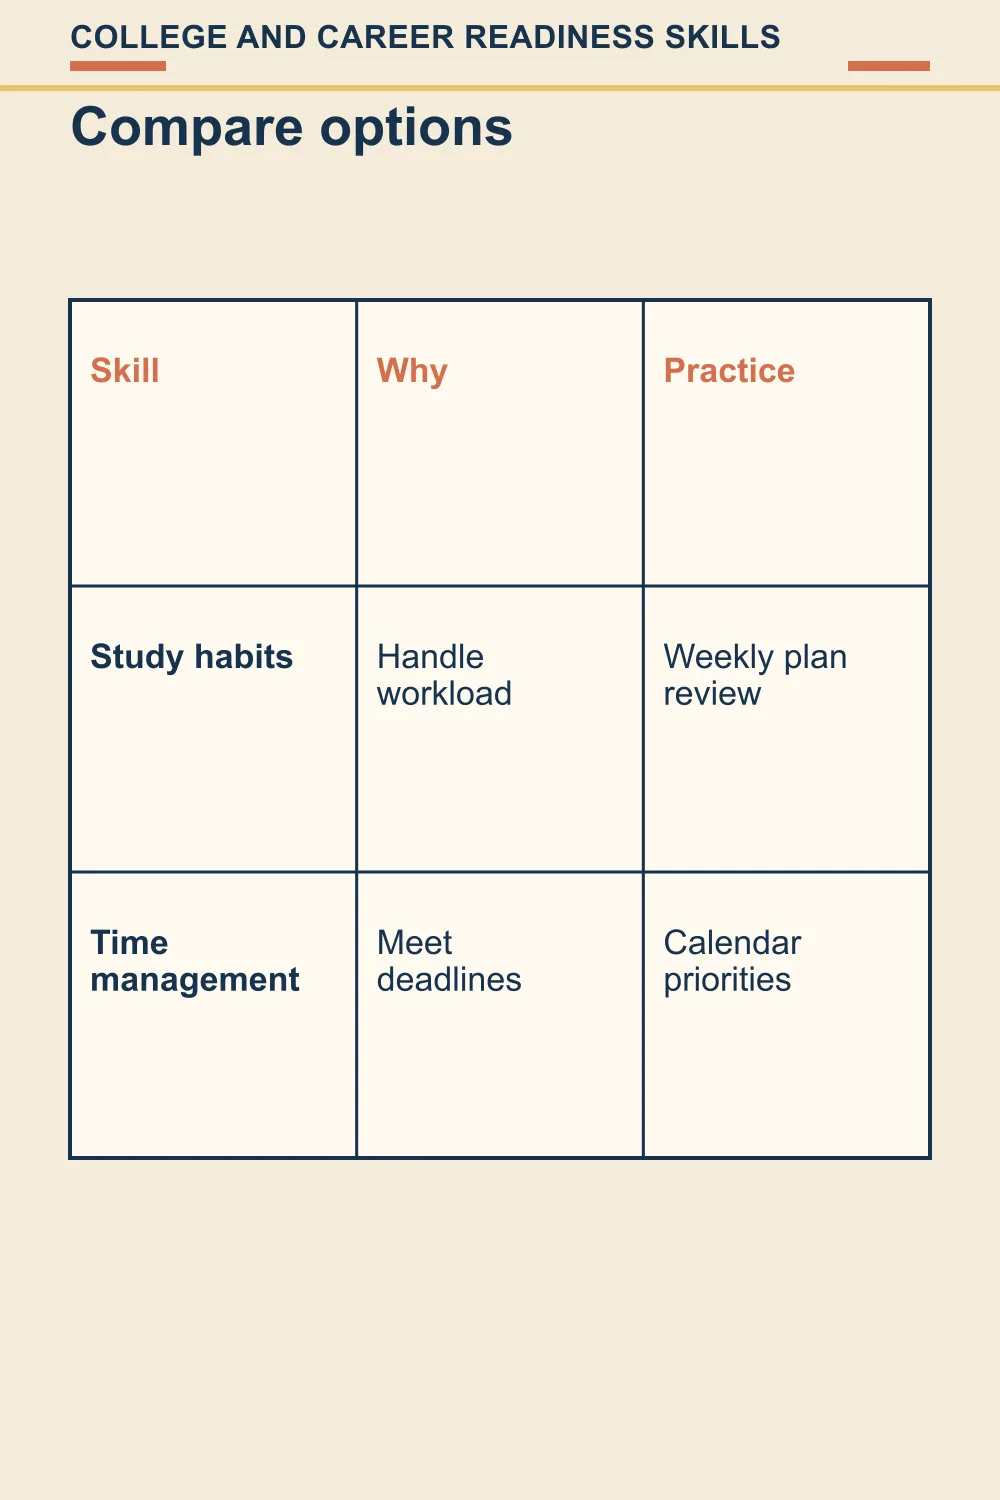 COLLEGE AND CAREER READINESS SKILLS
Compare options
Skill
Why
Practice
Study habits
Handle
workload
Weekly plan
review
Time
management
Meet
deadlines
Calendar
priorities